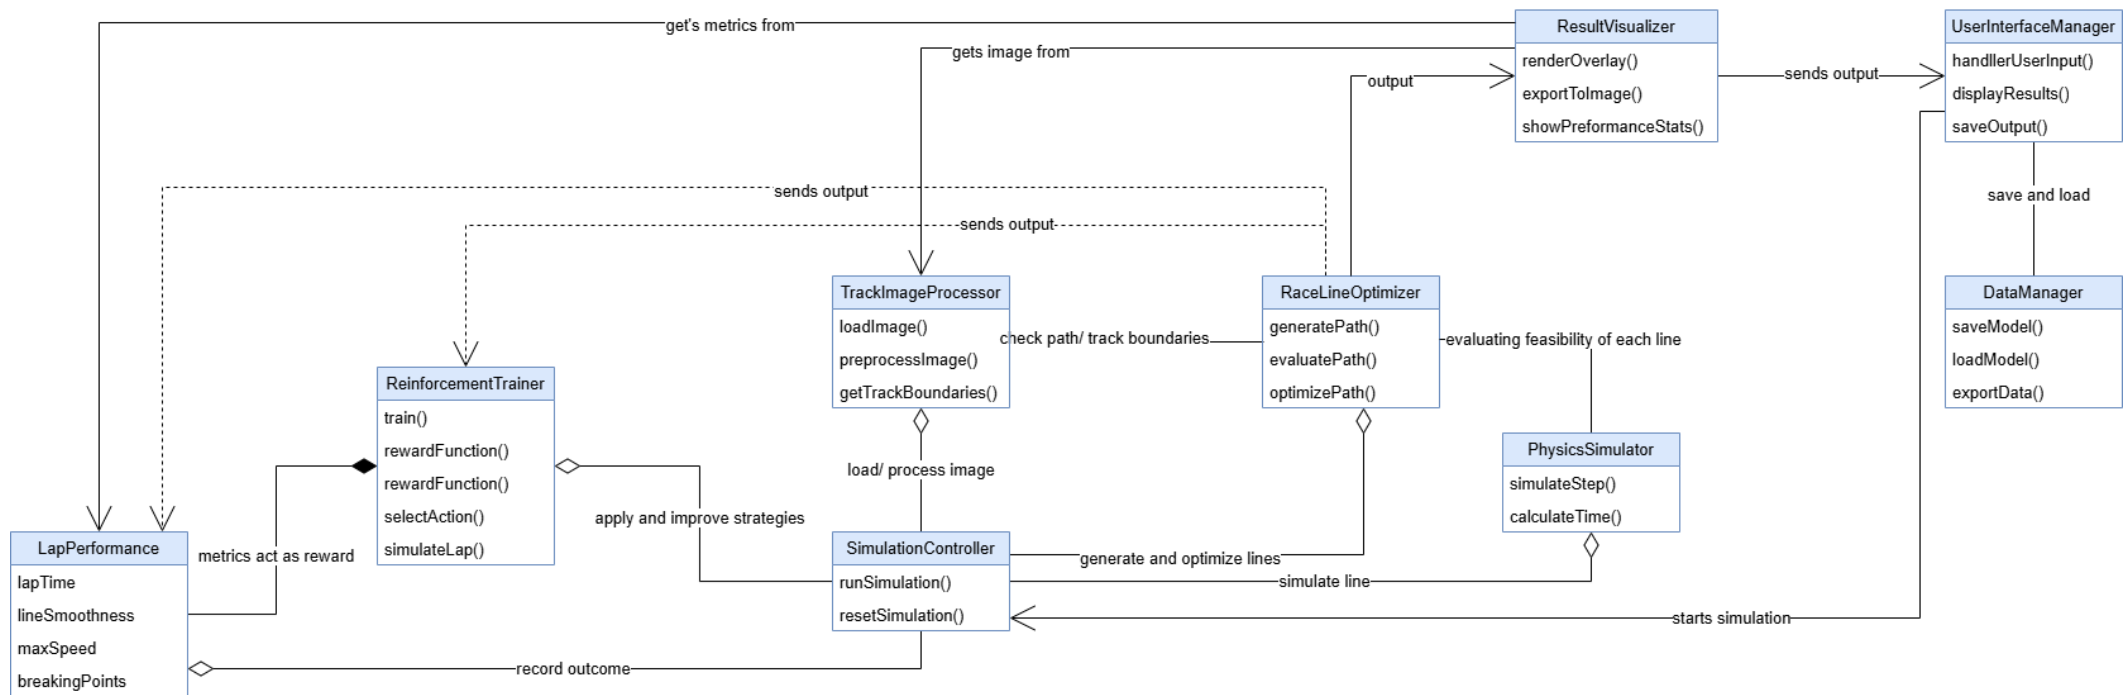 get's metrics from
gets image from
output
ResultVisualizer
renderOverlay()
exportToImage()
showPreformanceStats()
sends output
UserInterfaceManager
handllerUserInput()
displayResults()
saveOutput()
sends output
sends output
save and load
TrackImageProcessor
loadImage()
preprocessImage()
getTrackBoundaries()
check path/ track boundaries
RaceLineOptimizer
generatePath()
evaluatePath()
optimizePath()
evaluating feasibility of each line
DataManager
saveModel()
loadModel()
exportData()
ReinforcementTrainer
train()
rewardFunction()
rewardFunction()
selectAction()
simulateLap()
load/ process image
PhysicsSimulator
simulateStep()
calculateTime()
apply and improve strategies
LapPerformance
lapTime
lineSmoothness
maxSpeed
breakingPoints
metrics act as reward
SimulationController
runSimulation()
resetSimulation()
generate and optimize lines
simulate line
starts simulation
record outcome